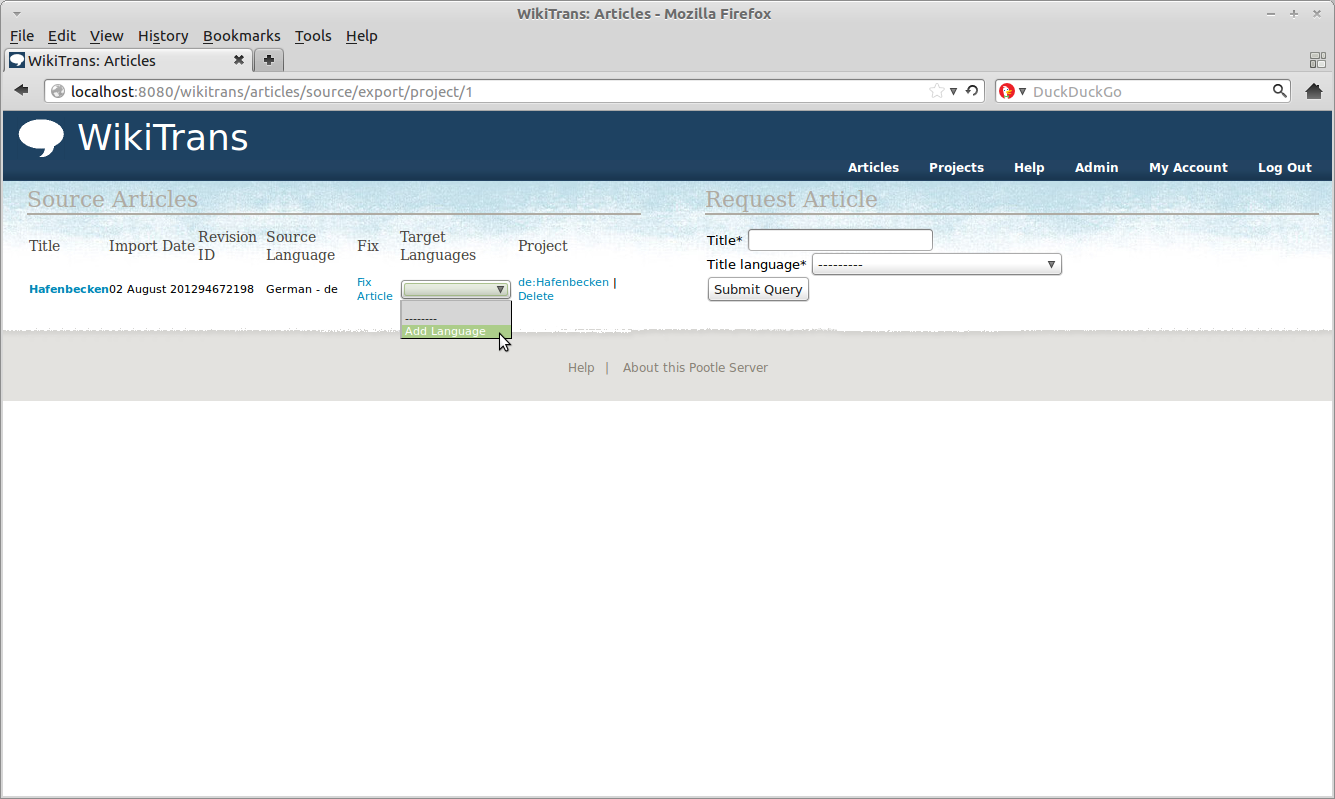 WikiTrans: Articles - Mozilla Firefox
File Edit View History Bookmarks Tools Help
WikiTrans: Articles
localhost:8080/wikitrans/articles/source/export/project/1
DuckDuckGo
WikiTrans
Articles Projects Help Admin My Account Log Out
Source Articles
Title Import Date Revision ID Source Language Fix Target Languages Project
Hafenbecken 02 August 201294672198 German - de Fix Article de:Hafenbecken | Delete
--------
Add Language
Request Article
Title*
Title language* ---------
Submit Query
Help | About this Pootle Server